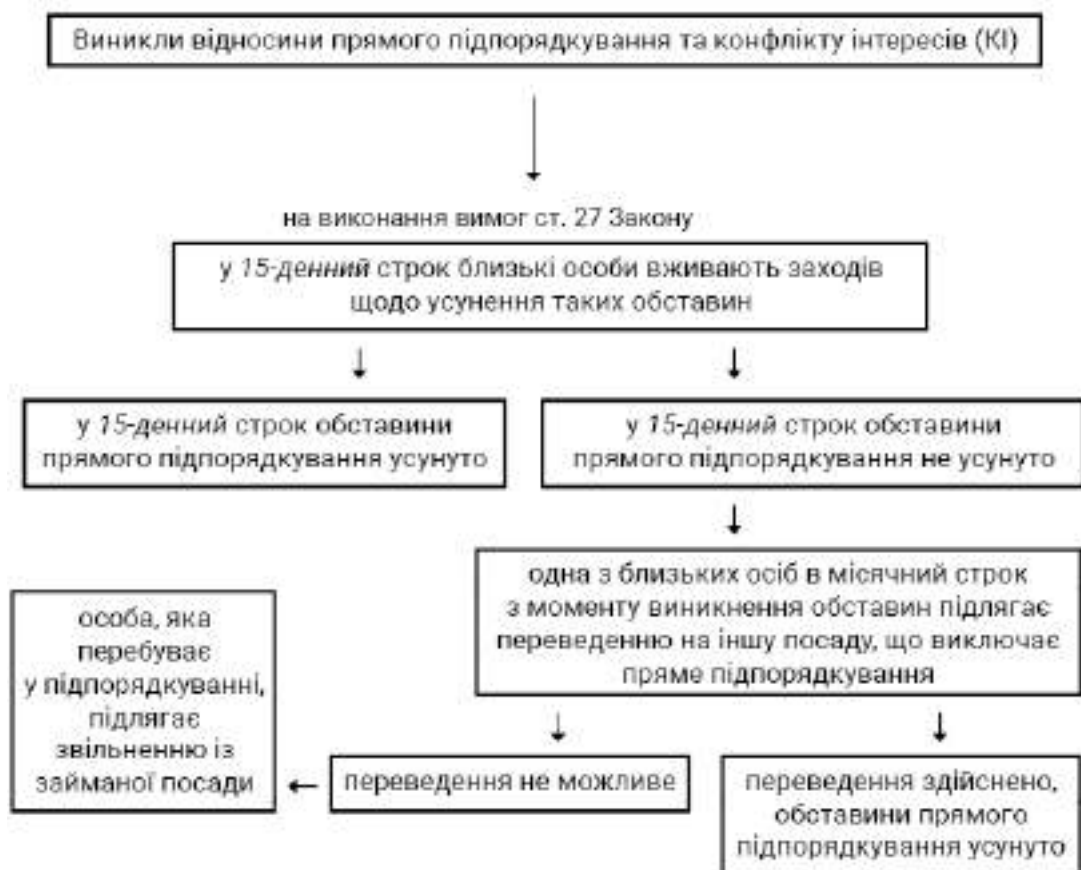 Виникли відносини прямого підпорядкування та конфлікту інтересів (КІ)
на виконання вимог ст. 27 Закону
у 15-денний строк близькі особи вживають заходів
щодо усунення таких обставин
у 15-денний строк обставини
прямого підпорядкування усунуто
у 15-денний строк обставини
прямого підпорядкування не усунуто
одна з близьких осіб в місячний строк
з моменту виникнення обставин підлягає
переведенню на іншу посаду, що виключає
пряме підпорядкування
особа, яка
перебуває
у підпорядкуванні,
підлягає
звільненню із
займаної посади
переведення не можливе
переведення здійснено,
обставини прямого
підпорядкування усунуто